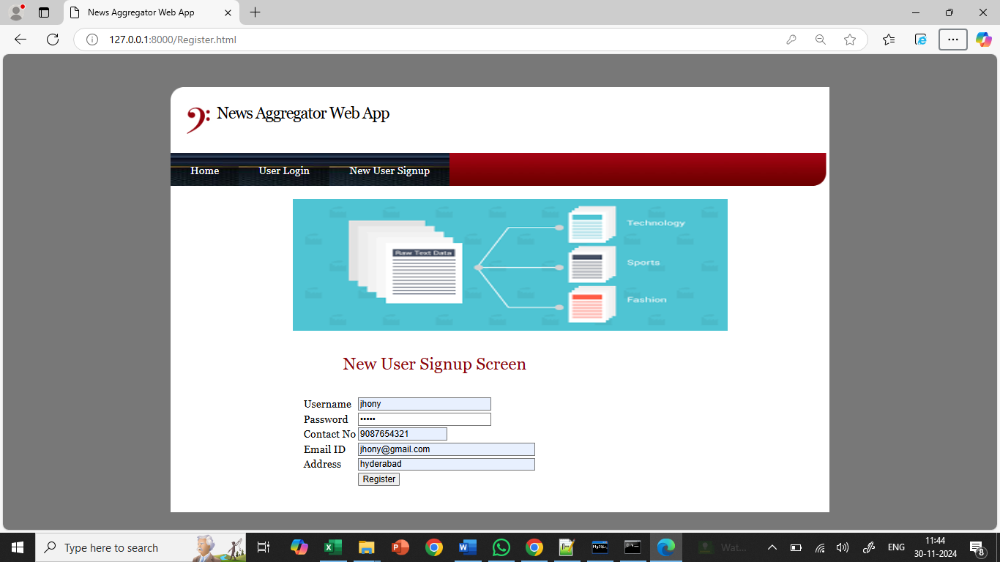 News Aggregator Web App
127.0.0.1:8000/Register.html
News Aggregator Web App
Home User Login New User Signup
Raw Text Data
Technology
Sports
Fashion
New User Signup Screen
Username jhony
Password •••••
Contact No 9087654321
Email ID jhony@gmail.com
Address hyderabad
Register
Type here to search
Wat...
ENG
11:44
30-11-2024
8